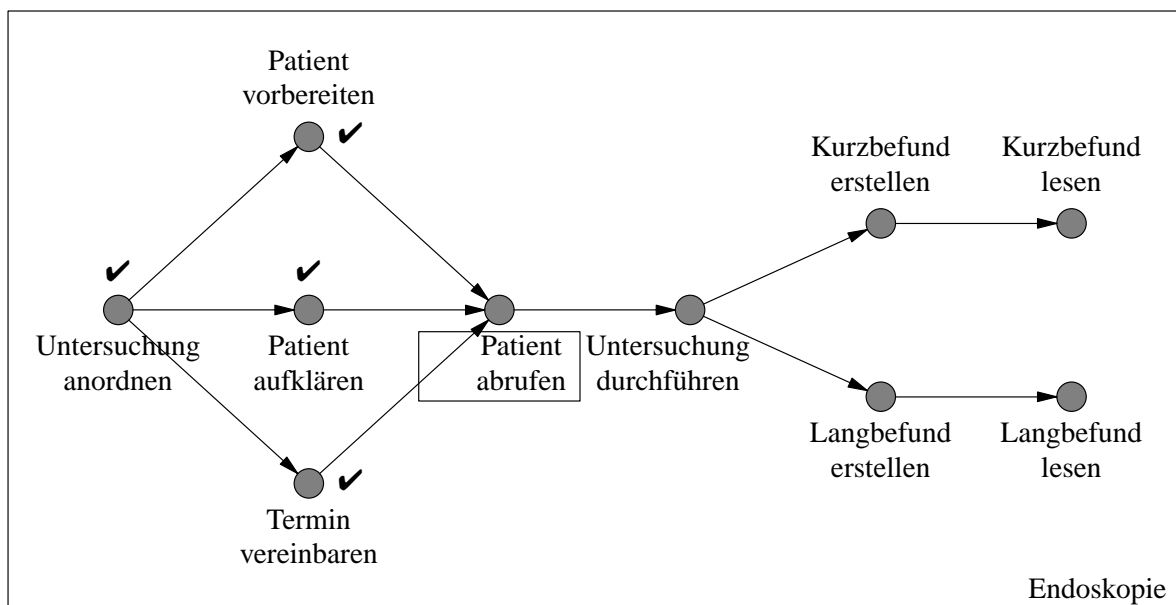 Patient
vorbereiten
Kurzbefund
erstellen
Kurzbefund
lesen
Untersuchung
anordnen
Patient
aufklären
Patient
abrufen
Untersuchung
durchführen
Langbefund
erstellen
Langbefund
lesen
Termin
vereinbaren
Endoskopie